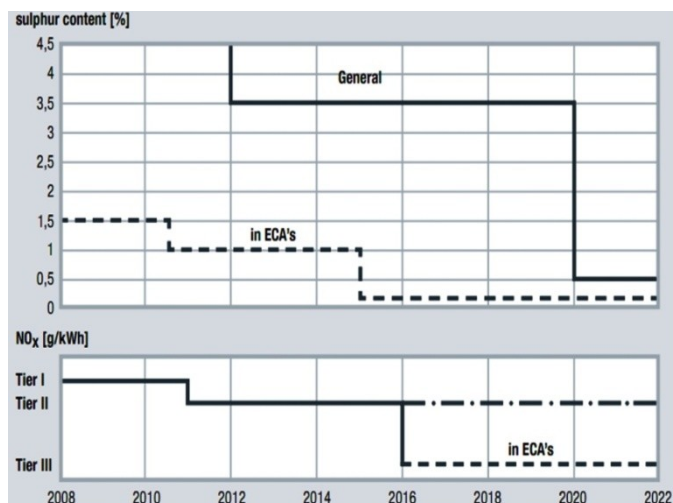 sulphur content [%]
4,5
4
General
3,5
3
2,5
2
1,5
in ECA's
1
0,5
0
NOX [g/kWh]
Tier I
Tier II
in ECA's
Tier III
2008 2010 2012 2014 2016 2018 2020 2022